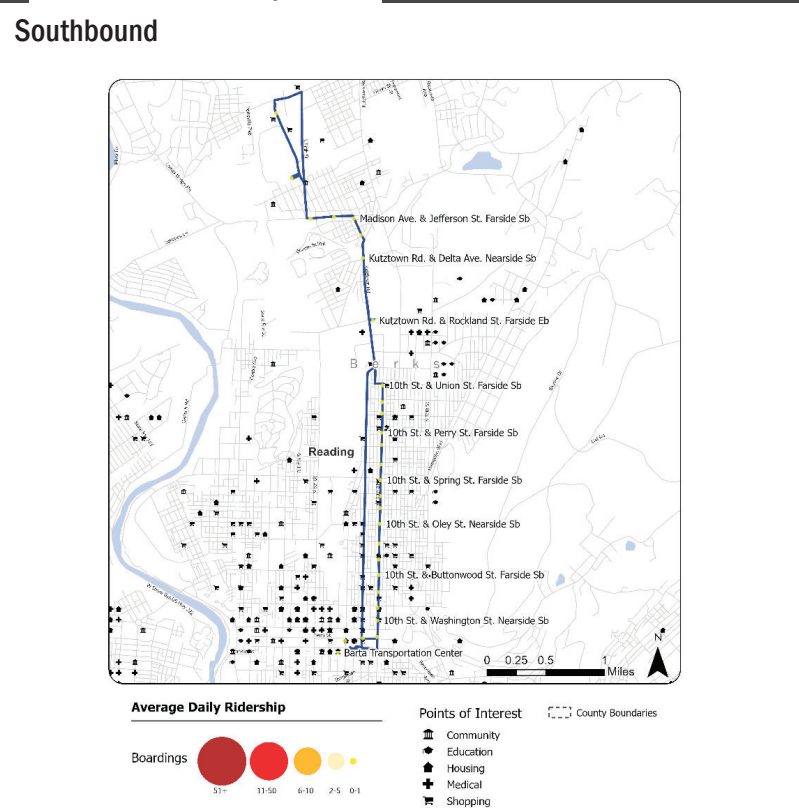 Southbound
Madison Ave. & Jefferson St. Farside Sb
Kutztown Rd. & Delta Ave. Nearside Sb
Kutztown Rd. & Rockland St. Farside Eb
Berks
10th St. & Union St. Farside Sb
10th St. & Perry St. Farside Sb
Reading
10th St. & Spring St. Farside Sb
10th St. & Oley St. Nearside Sb
10th St. & Buttonwood St. Farside Sb
10th St. & Washington St. Nearside Sb
Barta Transportation Center
N
0 0.25 0.5 1
Miles
Average Daily Ridership
Boardings
51+ 11-50 6-10 2-5 0-1
Points of Interest
Community
Education
Housing
Medical
Shopping
County Boundaries